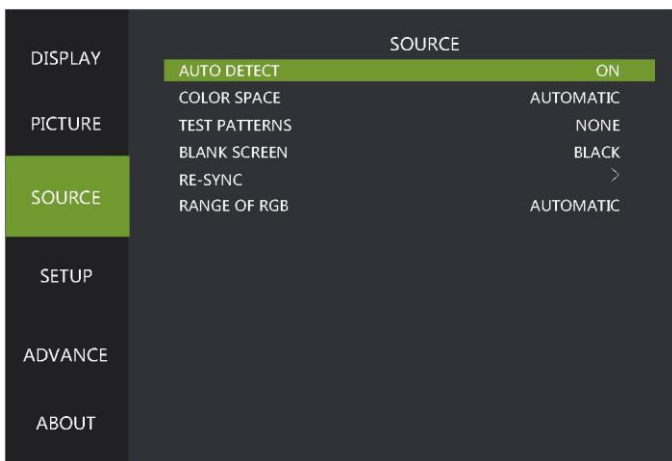 DISPLAY
PICTURE
SOURCE
SETUP
ADVANCE
ABOUT
SOURCE
AUTO DETECT ON
COLOR SPACE AUTOMATIC
TEST PATTERNS NONE
BLANK SCREEN BLACK
RE-SYNC >
RANGE OF RGB AUTOMATIC